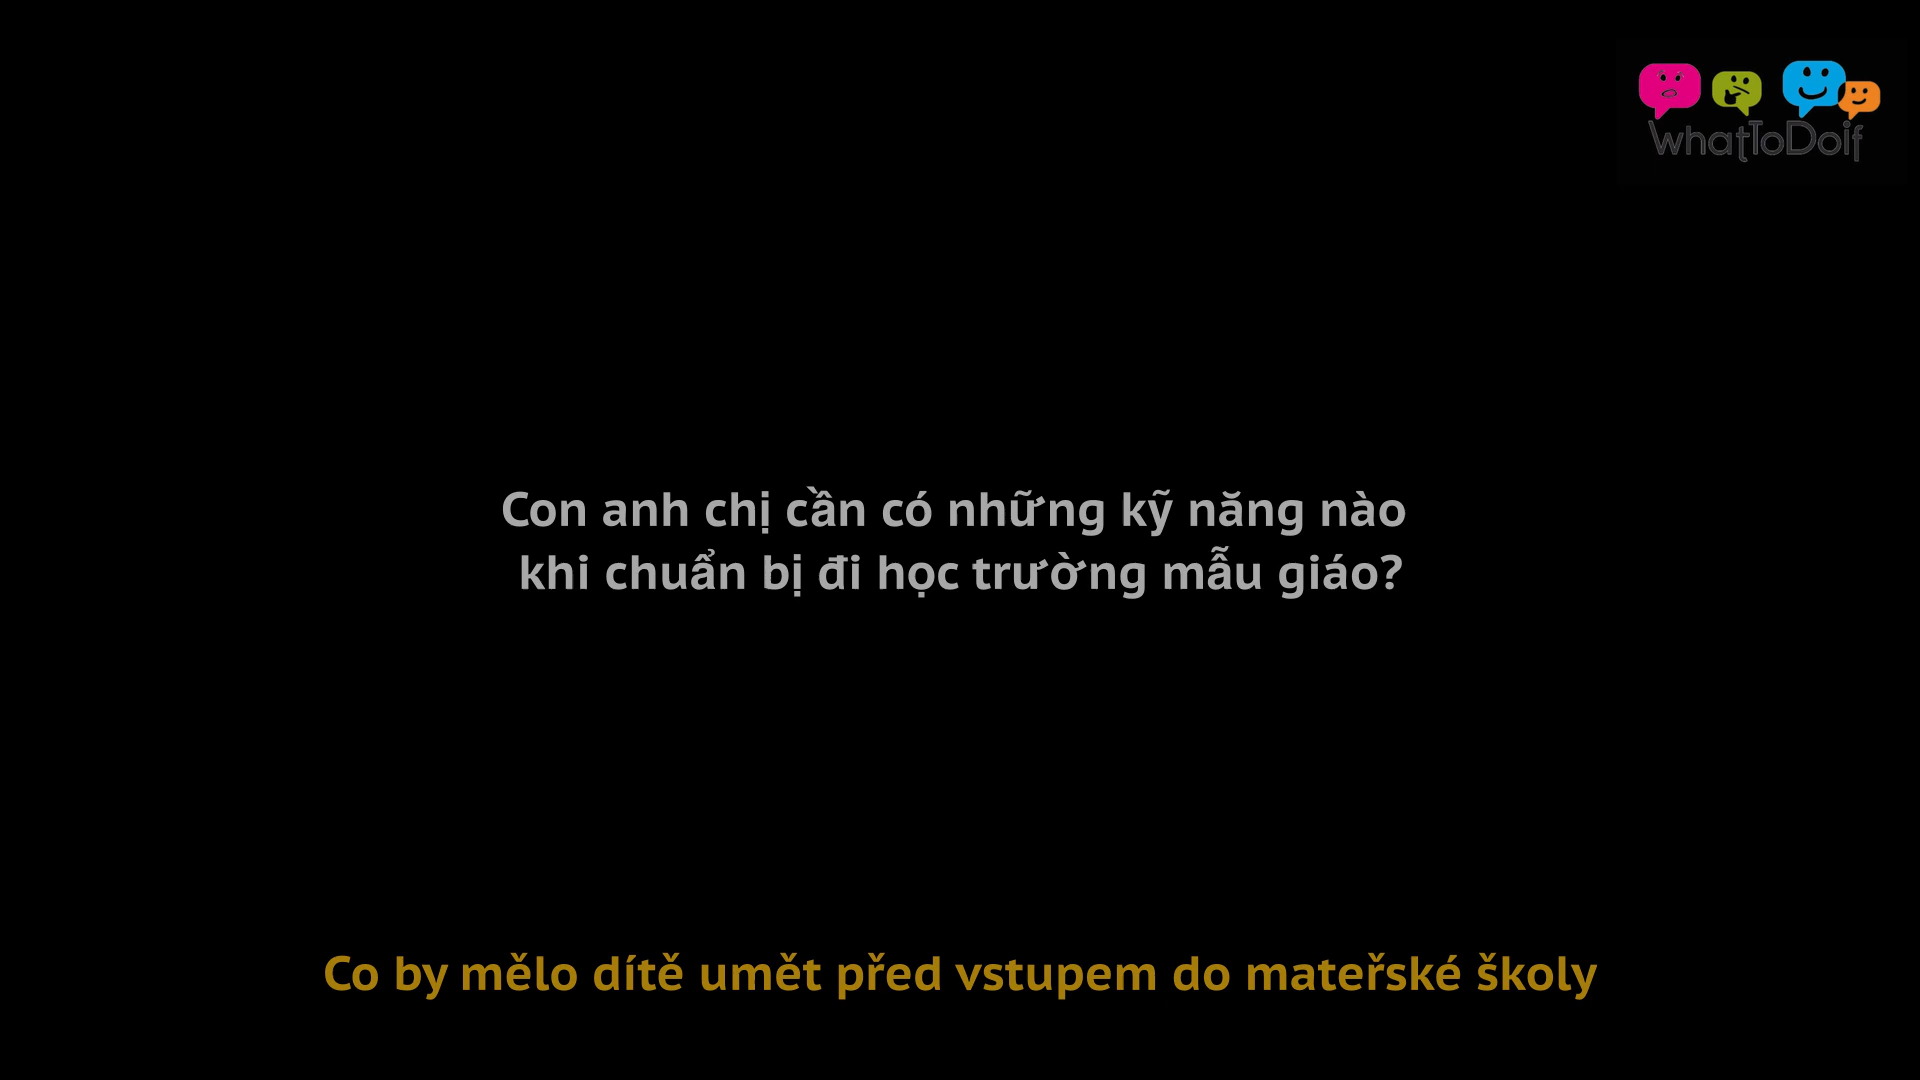 WhatToDoif
Con anh chị cần có những kỹ năng nào
khi chuẩn bị đi học trường mẫu giáo?
Co by mělo dítě umět před vstupem do mateřské školy